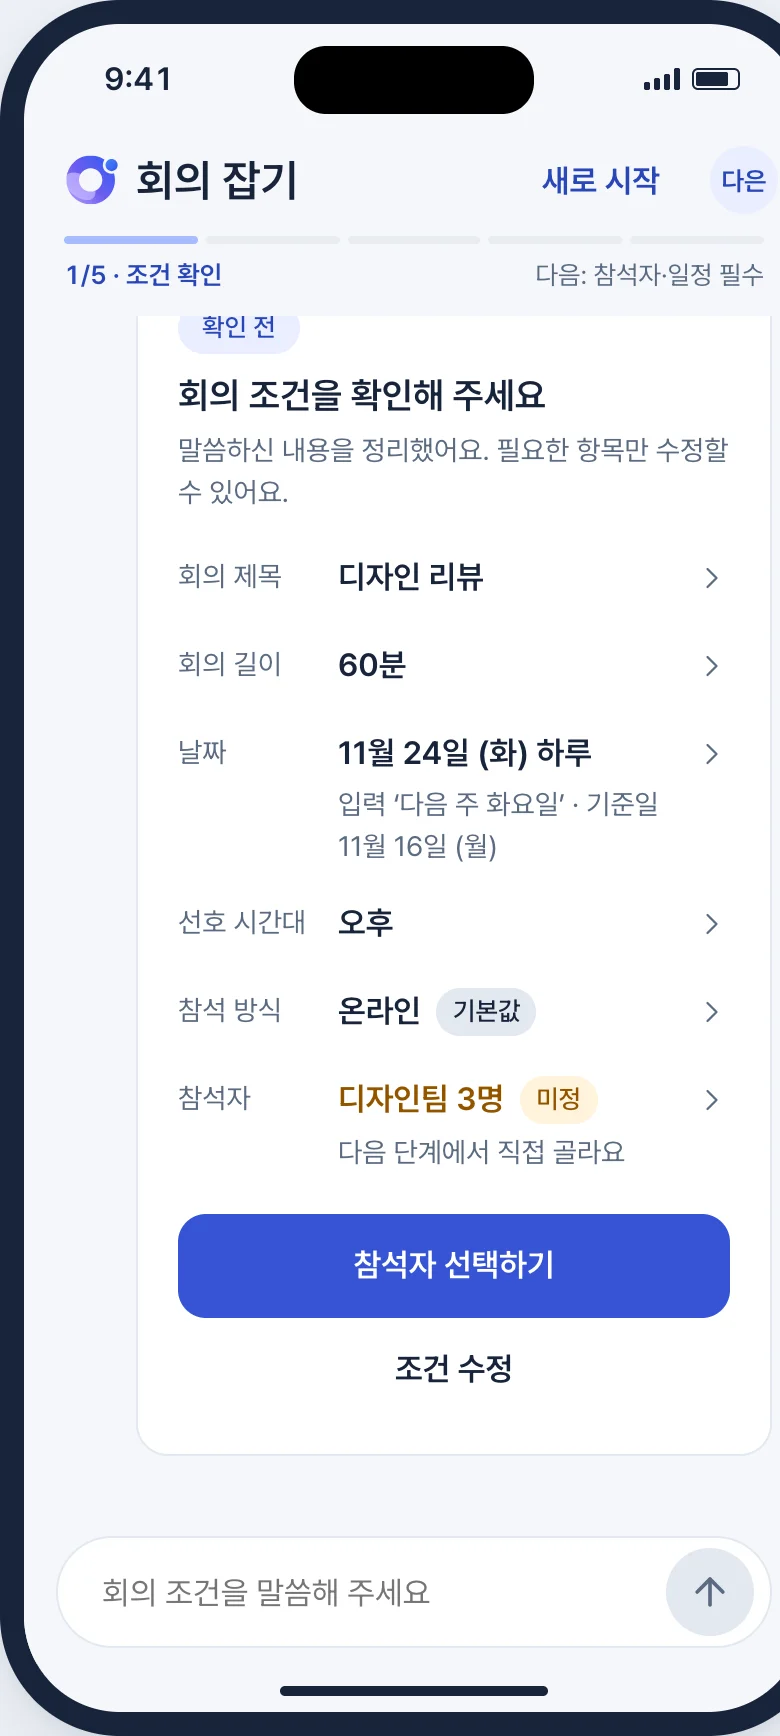 9:41
회의 잡기
새로 시작
다은
1/5 · 조건 확인
다음: 참석자·일정 필수
확인 전
회의 조건을 확인해 주세요
말씀하신 내용을 정리했어요. 필요한 항목만 수정할
수 있어요.
회의 제목 디자인 리뷰
회의 길이 60분
날짜 11월 24일 (화) 하루
입력 ‘다음 주 화요일’ · 기준일
11월 16일 (월)
선호 시간대 오후
참석 방식 온라인 기본값
참석자 디자인팀 3명 미정
다음 단계에서 직접 골라요
참석자 선택하기
조건 수정
회의 조건을 말씀해 주세요